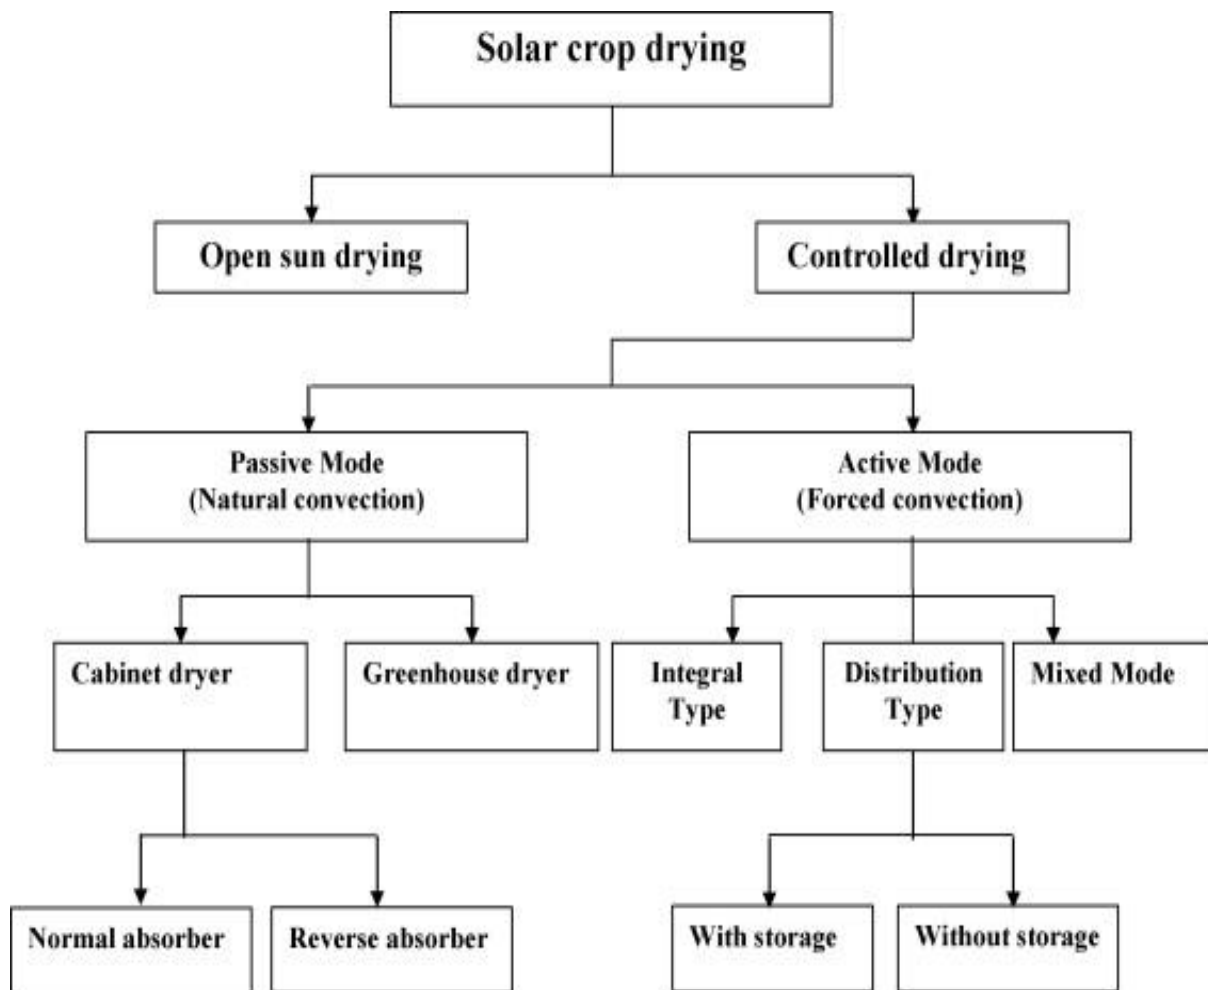 Solar crop drying
Open sun drying
Controlled drying
Passive Mode
(Natural convection)
Active Mode
(Forced convection)
Cabinet dryer
Greenhouse dryer
Integral
Type
Distribution
Type
Mixed Mode
Normal absorber
Reverse absorber
With storage
Without storage